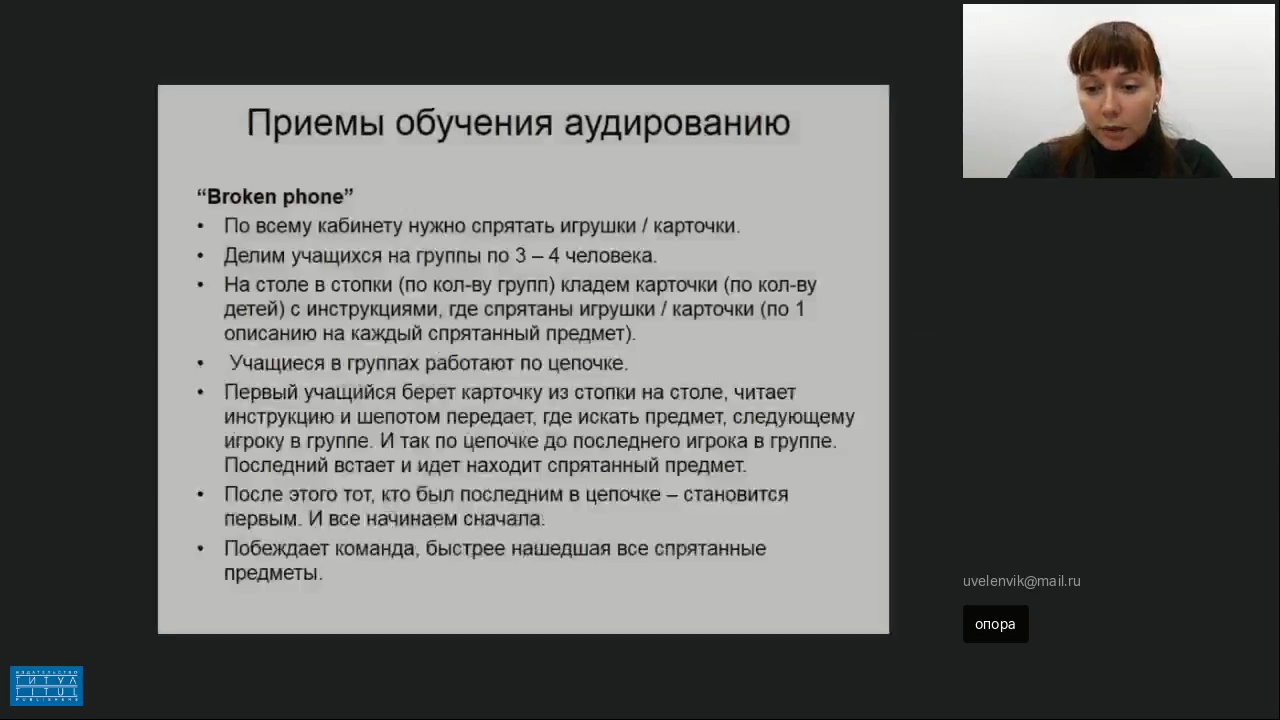 Приемы обучения аудированию
“Broken phone”
• По всему кабинету нужно спрятать игрушки / карточки.
• Делим учащихся на группы по 3 – 4 человека.
• На столе в стопки (по кол-ву групп) кладем карточки (по кол-ву
детей) с инструкциями, где спрятаны игрушки / карточки (по 1
описанию на каждый спрятанный предмет).
• Учащиеся в группах работают по цепочке.
• Первый учащийся берет карточку из стопки на столе, читает
инструкцию и шепотом передает, где искать предмет, следующему
игроку в группе. И так по цепочке до последнего игрока в группе.
Последний встает и идет находит спрятанный предмет.
• После этого тот, кто был последним в цепочке – становится
первым. И все начинаем сначала.
• Побеждает команда, быстрее нашедшая все спрятанные
предметы.
uvelenvik@mail.ru
опора
ИЗДАТЕЛЬСТВО
ТИТУЛ
TITUL
PUBLISHERS